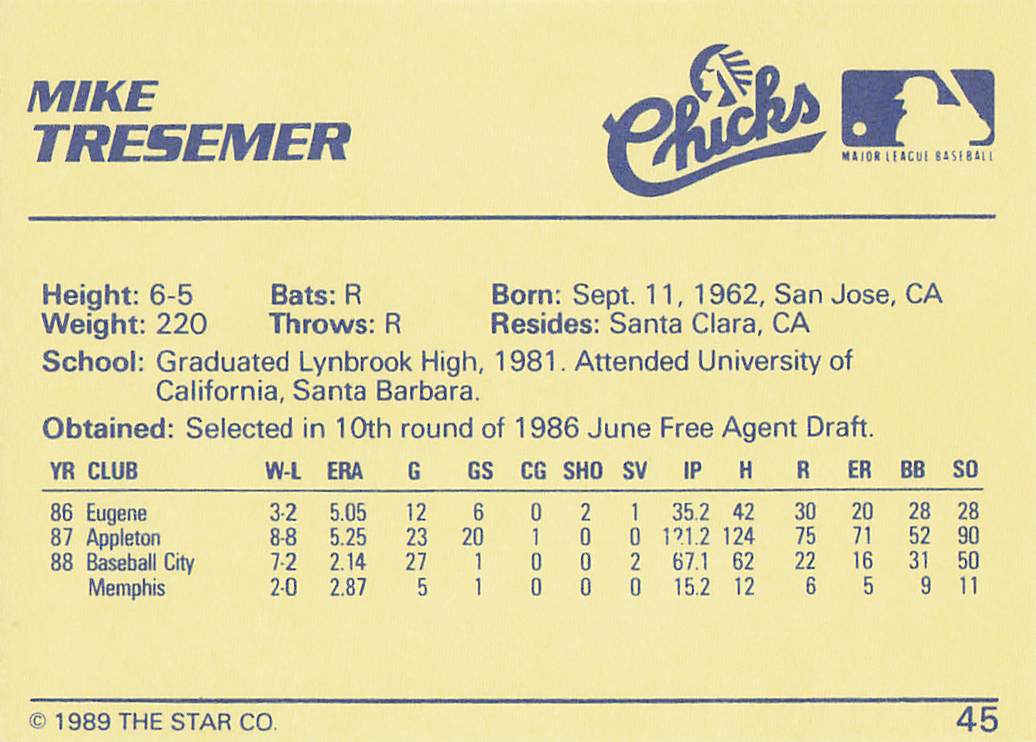 MIKE
TRESEMER
Chicks
MAJOR LEAGUE BASEBALL
Height: 6-5 Bats: R Born: Sept. 11, 1962, San Jose, CA
Weight: 220 Throws: R Resides: Santa Clara, CA
School: Graduated Lynbrook High, 1981. Attended University of
California, Santa Barbara.
Obtained: Selected in 10th round of 1986 June Free Agent Draft.
YR CLUB W-L ERA G GS CG SHO SV IP H R ER BB SO
86 Eugene 3-2 5.05 12 6 0 2 1 35.2 42 30 20 28 28
87 Appleton 8-8 5.25 23 20 1 0 0 124 75 71 52 90
88 Baseball City 7-2 2.14 27 1 0 0 2 67.1 62 22 16 31 50
Memphis 2-0 2.87 5 1 0 0 0 15.2 12 6 5 9 11
© 1989 THE STAR CO. 45